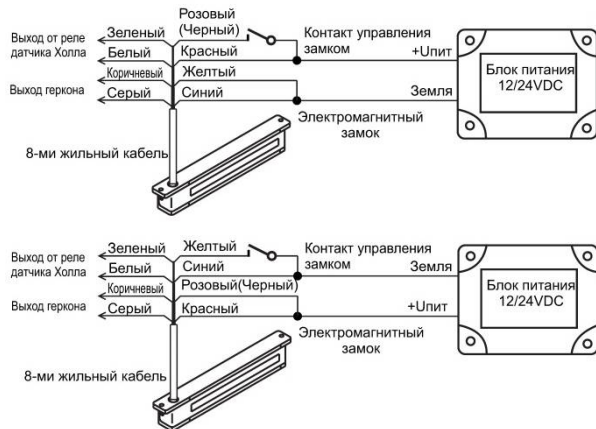 Розовый
(Черный)
Зеленый
Выход от реле
датчика Холла
Белый
Красный
Контакт управления
замком
+Uпит
Коричневый
Желтый
Выход геркона
Серый
Синий
Земля
Блок питания
12/24VDC
Электромагнитный
замок
8-ми жильный кабель
Зеленый
Выход от реле
датчика Холла
Белый
Желтый
Синий
Контакт управления
замком
Земля
Коричневый
Розовый(Черный)
Выход геркона
Серый
Красный
+Uпит
Блок питания
12/24VDC
Электромагнитный
замок
8-ми жильный кабель